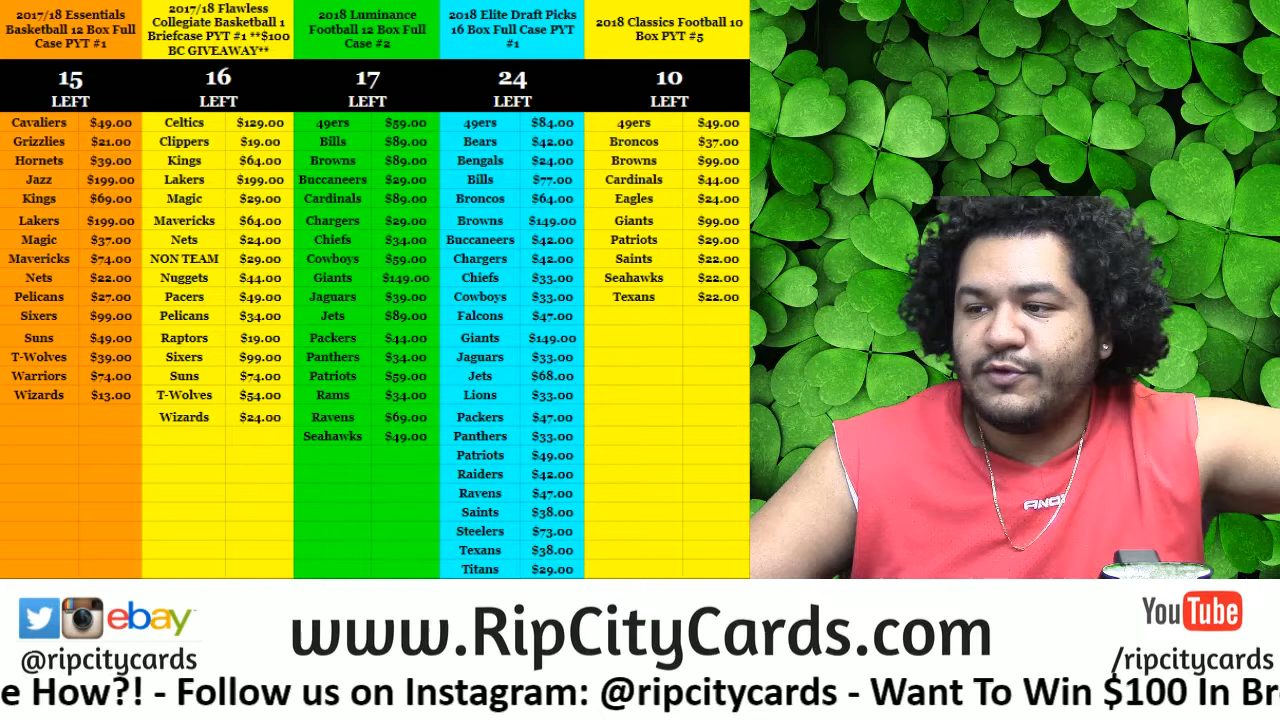 2017/18 Essentials Basketball 12 Box Full Case PYT #1
15
LEFT
Cavaliers $49.00
Grizzlies $21.00
Hornets $39.00
Jazz $199.00
Kings $69.00
Lakers $199.00
Magic $37.00
Mavericks $74.00
Nets $22.00
Pelicans $27.00
Sixers $99.00
Suns $49.00
T-Wolves $39.00
Warriors $74.00
Wizards $13.00
2017/18 Flawless Collegiate Basketball 1 Briefcase PYT #1 **$100 BC GIVEAWAY**
16
LEFT
Celtics $129.00
Clippers $19.00
Kings $64.00
Lakers $199.00
Magic $29.00
Mavericks $64.00
Nets $24.00
NON TEAM $29.00
Nuggets $44.00
Pacers $49.00
Pelicans $34.00
Raptors $19.00
Sixers $99.00
Suns $74.00
T-Wolves $54.00
Wizards $24.00
2018 Luminance Football 12 Box Full Case #2
17
LEFT
49ers $59.00
Bills $89.00
Browns $89.00
Buccaneers $29.00
Cardinals $89.00
Chargers $29.00
Chiefs $34.00
Cowboys $59.00
Giants $149.00
Jaguars $39.00
Jets $89.00
Packers $44.00
Panthers $34.00
Patriots $59.00
Rams $34.00
Ravens $69.00
Seahawks $49.00
2018 Elite Draft Picks 16 Box Full Case PYT #1
24
LEFT
49ers $84.00
Bears $42.00
Bengals $24.00
Bills $77.00
Broncos $64.00
Browns $149.00
Buccaneers $42.00
Chargers $42.00
Chiefs $33.00
Cowboys $33.00
Falcons $47.00
Giants $149.00
Jaguars $33.00
Jets $68.00
Lions $33.00
Packers $47.00
Panthers $33.00
Patriots $49.00
Raiders $42.00
Ravens $47.00
Saints $38.00
Steelers $73.00
Texans $38.00
Titans $29.00
2018 Classics Football 10 Box PYT #5
10
LEFT
49ers $49.00
Broncos $37.00
Browns $99.00
Cardinals $44.00
Eagles $24.00
Giants $99.00
Patriots $29.00
Saints $22.00
Seahawks $22.00
Texans $22.00
AND1
ebay
@ripcitycards
www.RipCityCards.com
YouTube
/ripcitycards
e How?! - Follow us on Instagram: @ripcitycards - Want To Win $100 In Br